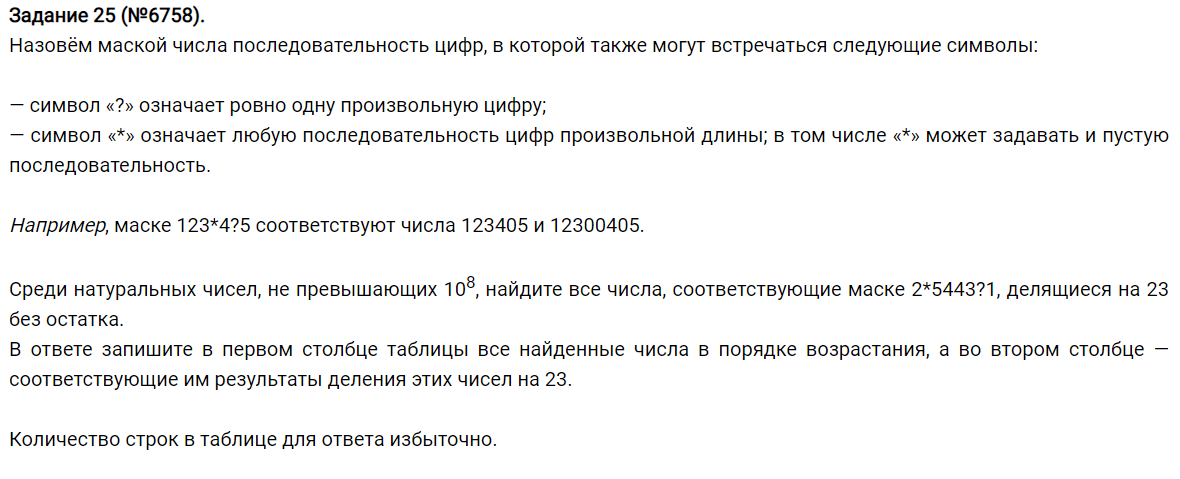 Задание 25 (№6758).
Назовём маской числа последовательность цифр, в которой также могут встречаться следующие символы:
— символ «?» означает ровно одну произвольную цифру;
— символ «*» означает любую последовательность цифр произвольной длины; в том числе «*» может задавать и пустую
последовательность.
Например, маске 123*4?5 соответствуют числа 123405 и 12300405.
Среди натуральных чисел, не превышающих 10⁸, найдите все числа, соответствующие маске 2*5443?1, делящиеся на 23
без остатка.
В ответе запишите в первом столбце таблицы все найденные числа в порядке возрастания, а во втором столбце —
соответствующие им результаты деления этих чисел на 23.
Количество строк в таблице для ответа избыточно.